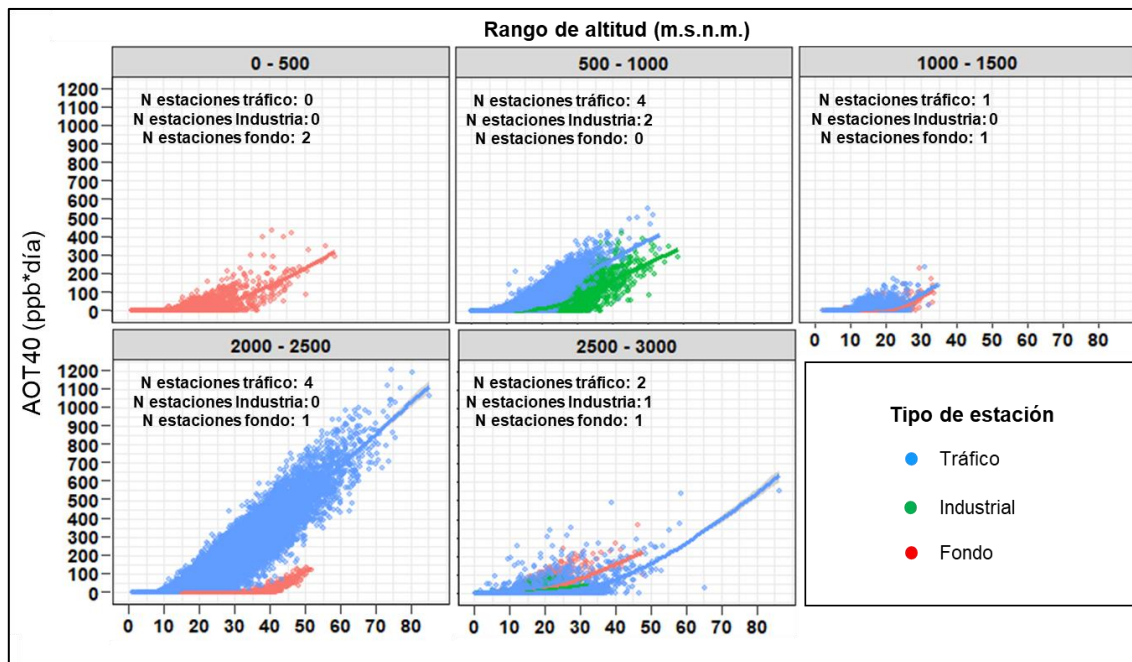 Rango de altitud (m.s.n.m.)
0 - 500
500 - 1000
1000 - 1500
N estaciones tráfico: 0
N estaciones Industria:0
N estaciones fondo: 2
N estaciones tráfico: 4
N estaciones Industria:2
N estaciones fondo: 0
N estaciones tráfico: 1
N estaciones Industria:0
N estaciones fondo: 1
1200
1100
1000
900
800
700
600
500
400
300
200
100
0
0 10 20 30 40 50 60 70 80
AOT40 (ppb*día)
2000 - 2500
2500 - 3000
N estaciones tráfico: 4
N estaciones Industria:0
N estaciones fondo: 1
N estaciones tráfico: 2
N estaciones Industria:1
N estaciones fondo: 1
1200
1100
1000
900
800
700
600
500
400
300
200
100
0
0 10 20 30 40 50 60 70 80
0 10 20 30 40 50 60 70 80
Tipo de estación
Tráfico
Industrial
Fondo